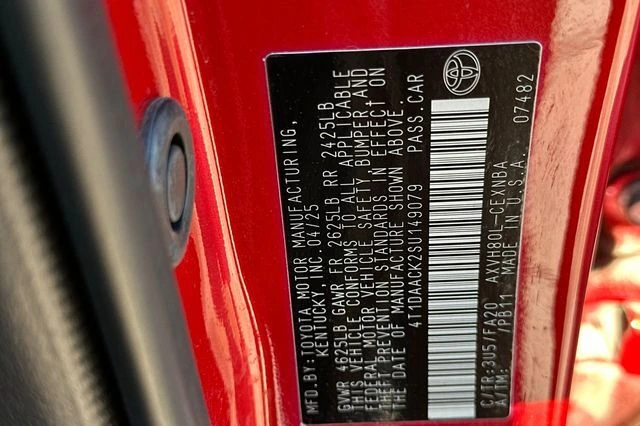 MFD.BY:TOYOTA MOTOR MANUFACTURING,
KENTUCKY, INC.04/25
GVWR 4625LB GAWR FR 2625LB RR 2425LB
THIS VEHICLE CONFORMS TO ALL APPLICABLE
FEDERAL MOTOR VEHICLE SAFETY, BUMPER, AND
THEFT PREVENTION STANDARDS IN EFFECT ON
THE DATE OF MANUFACTURE SHOWN ABOVE.
4T1DAACK2SU149079 PASS.CAR
C/TR:3U5/FA20 AXVH80L-CEXNBA
A/TM: /PB11 MADE IN U.S.A. 07482